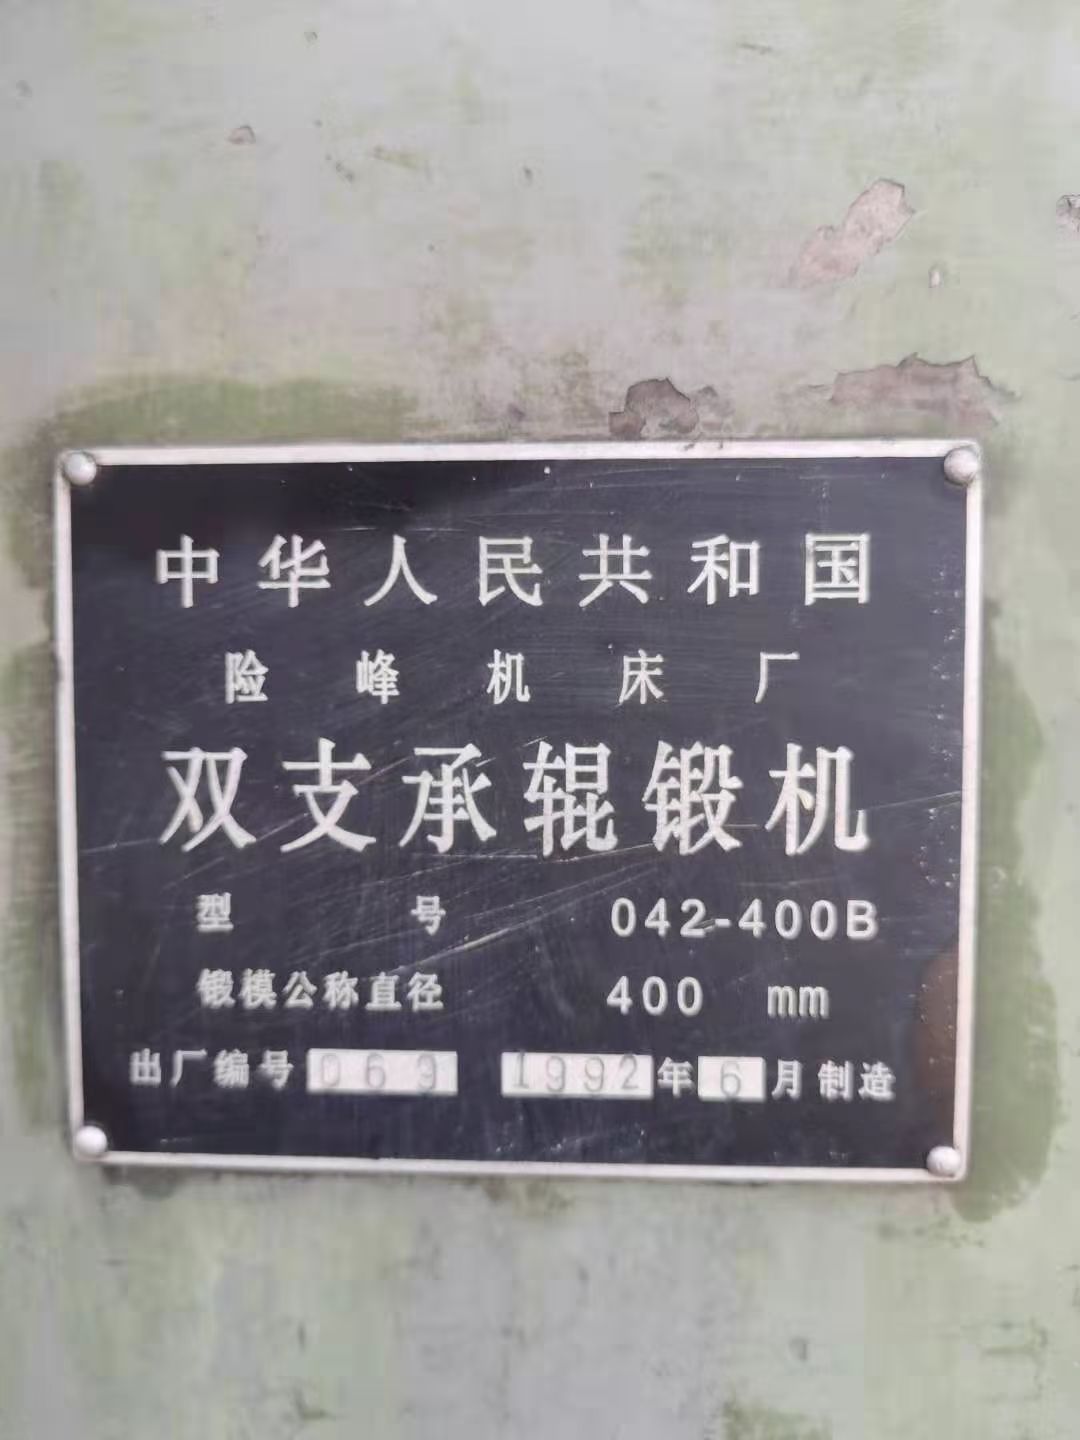 中华人民共和国
险峰机床厂
双支承辊锻机
型号 042-400B
锻模公称直径 400 mm
出厂编号 069 1992年6月制造